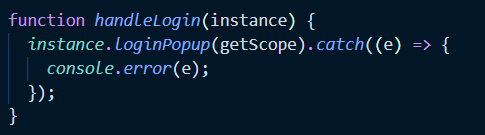 function handleLogin(instance) {
  instance.loginPopup(getScope).catch((e) => {
    console.error(e);
  });
}